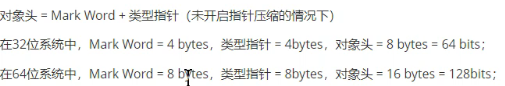 对象头 = Mark Word + 类型指针（未开启指针压缩的情况下）
在32位系统中，Mark Word = 4 bytes，类型指针 = 4bytes，对象头 = 8 bytes = 64 bits；
在64位系统中，Mark Word = 8 bytes，类型指针 = 8bytes，对象头 = 16 bytes = 128bits；